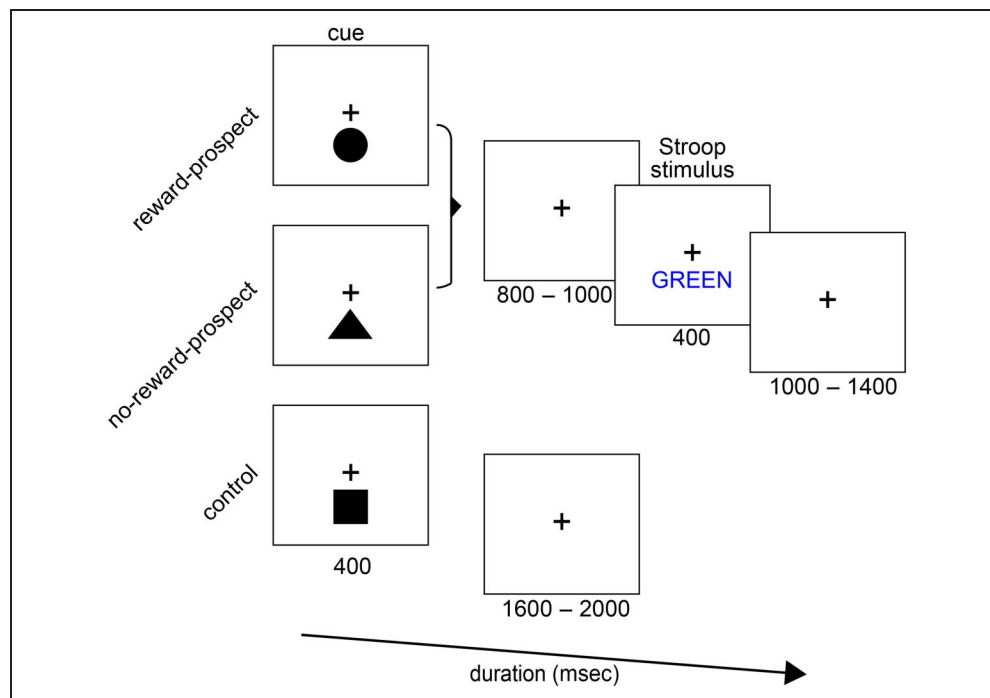 cue
reward-prospect
no-reward-prospect
control
400
800 – 1000
Stroop
stimulus
GREEN
400
1000 – 1400
1600 – 2000
duration (msec)